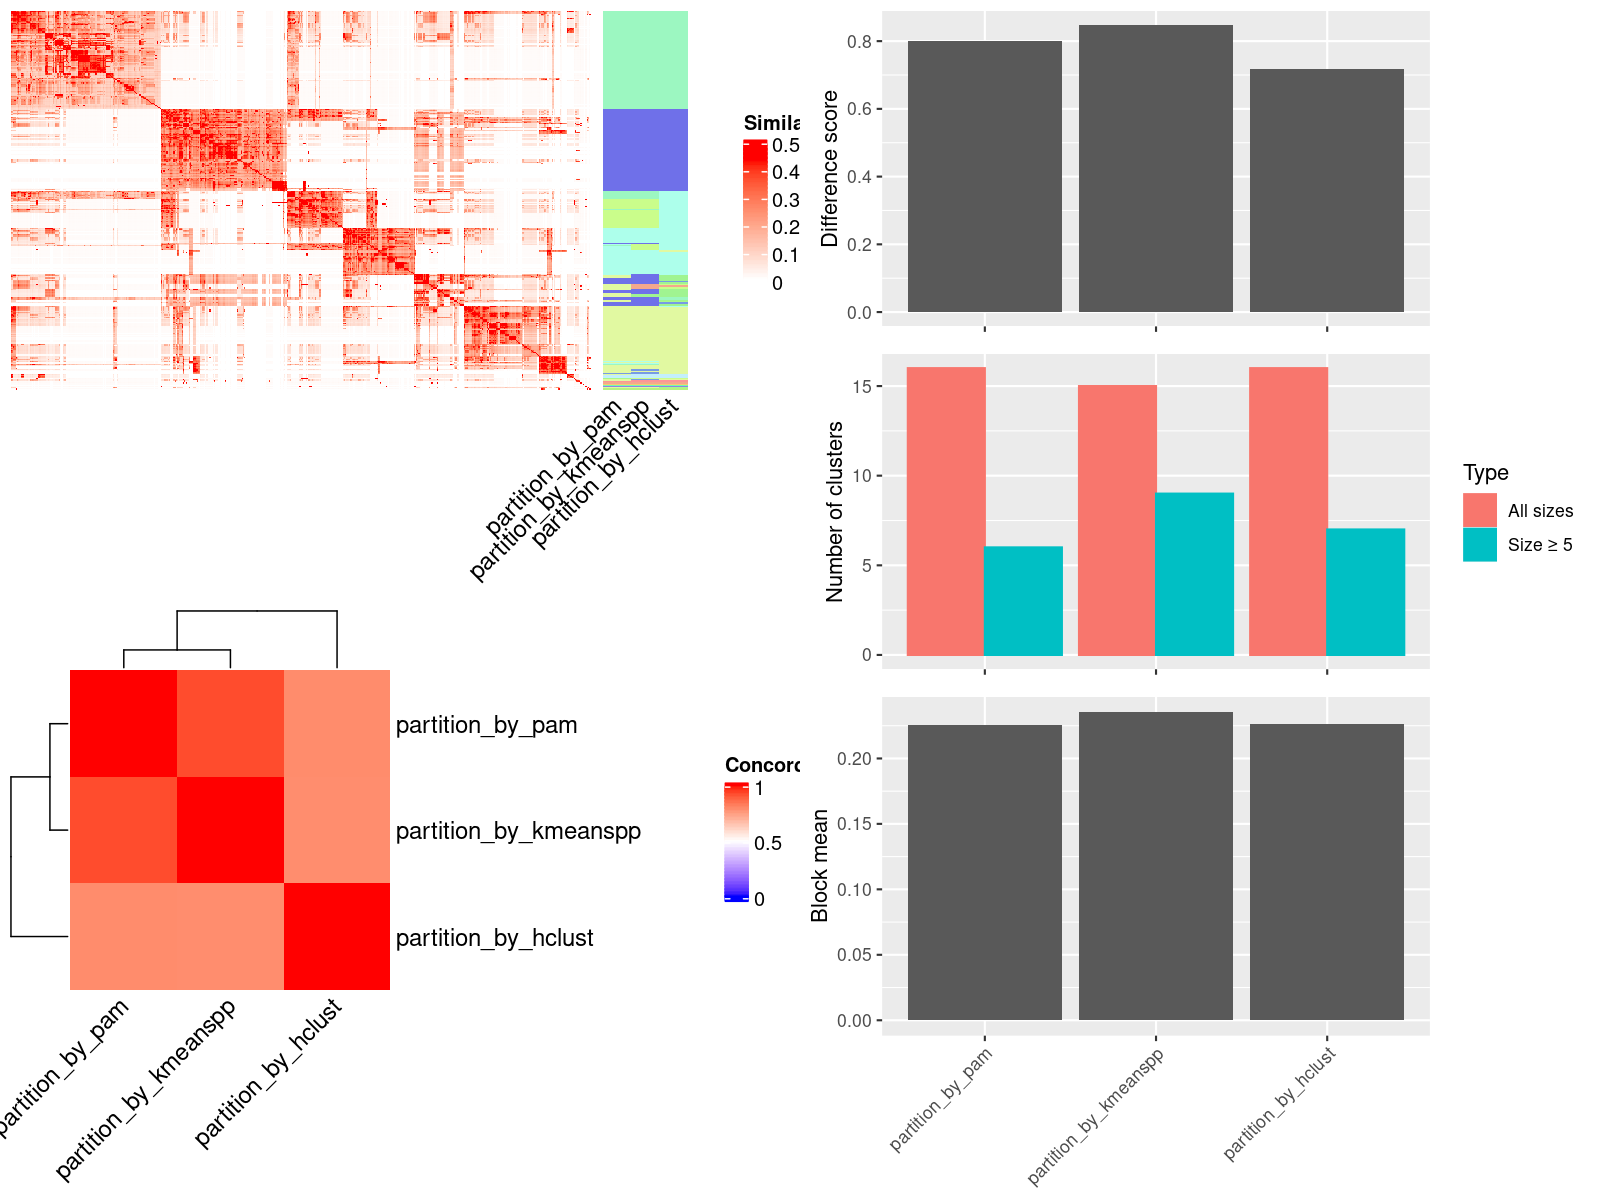 Simila
0.5
0.4
0.3
0.2
0.1
0
partition_by_pam
partition_by_kmeanspp
partition_by_hclust
partition_by_pam
partition_by_kmeanspp
partition_by_hclust
Concord
1
0.5
0
partition_by_pam
partition_by_kmeanspp
partition_by_hclust
Difference score
0.8
0.6
0.4
0.2
0.0
Number of clusters
15
10
5
0
Type
All sizes
Size ≥ 5
Block mean
0.20
0.15
0.10
0.05
0.00
partition_by_pam
partition_by_kmeanspp
partition_by_hclust